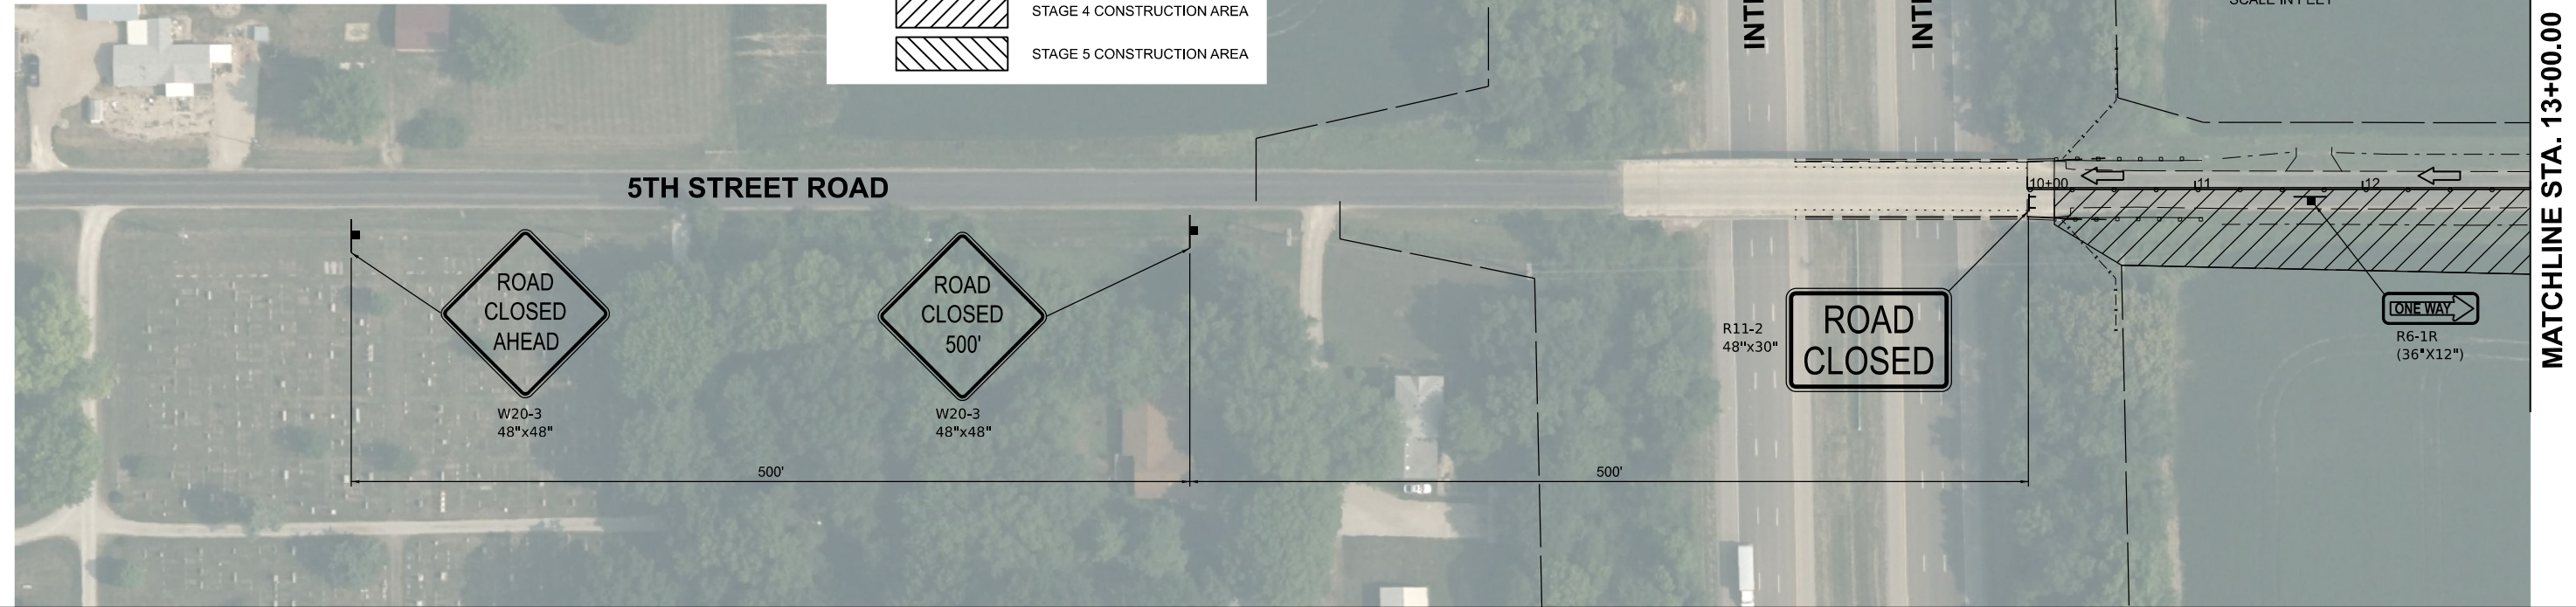 STAGE 4 CONSTRUCTION AREA
STAGE 5 CONSTRUCTION AREA
MATCHLINE STA. 13+00.00
5TH STREET ROAD
10+00
11
12
ROAD
CLOSED
AHEAD
W20-3
48"x48"
ROAD
CLOSED
500'
W20-3
48"x48"
R11-2
48"x30"
ROAD
CLOSED
ONE WAY
R6-1R
(36"X12")
500'
500'